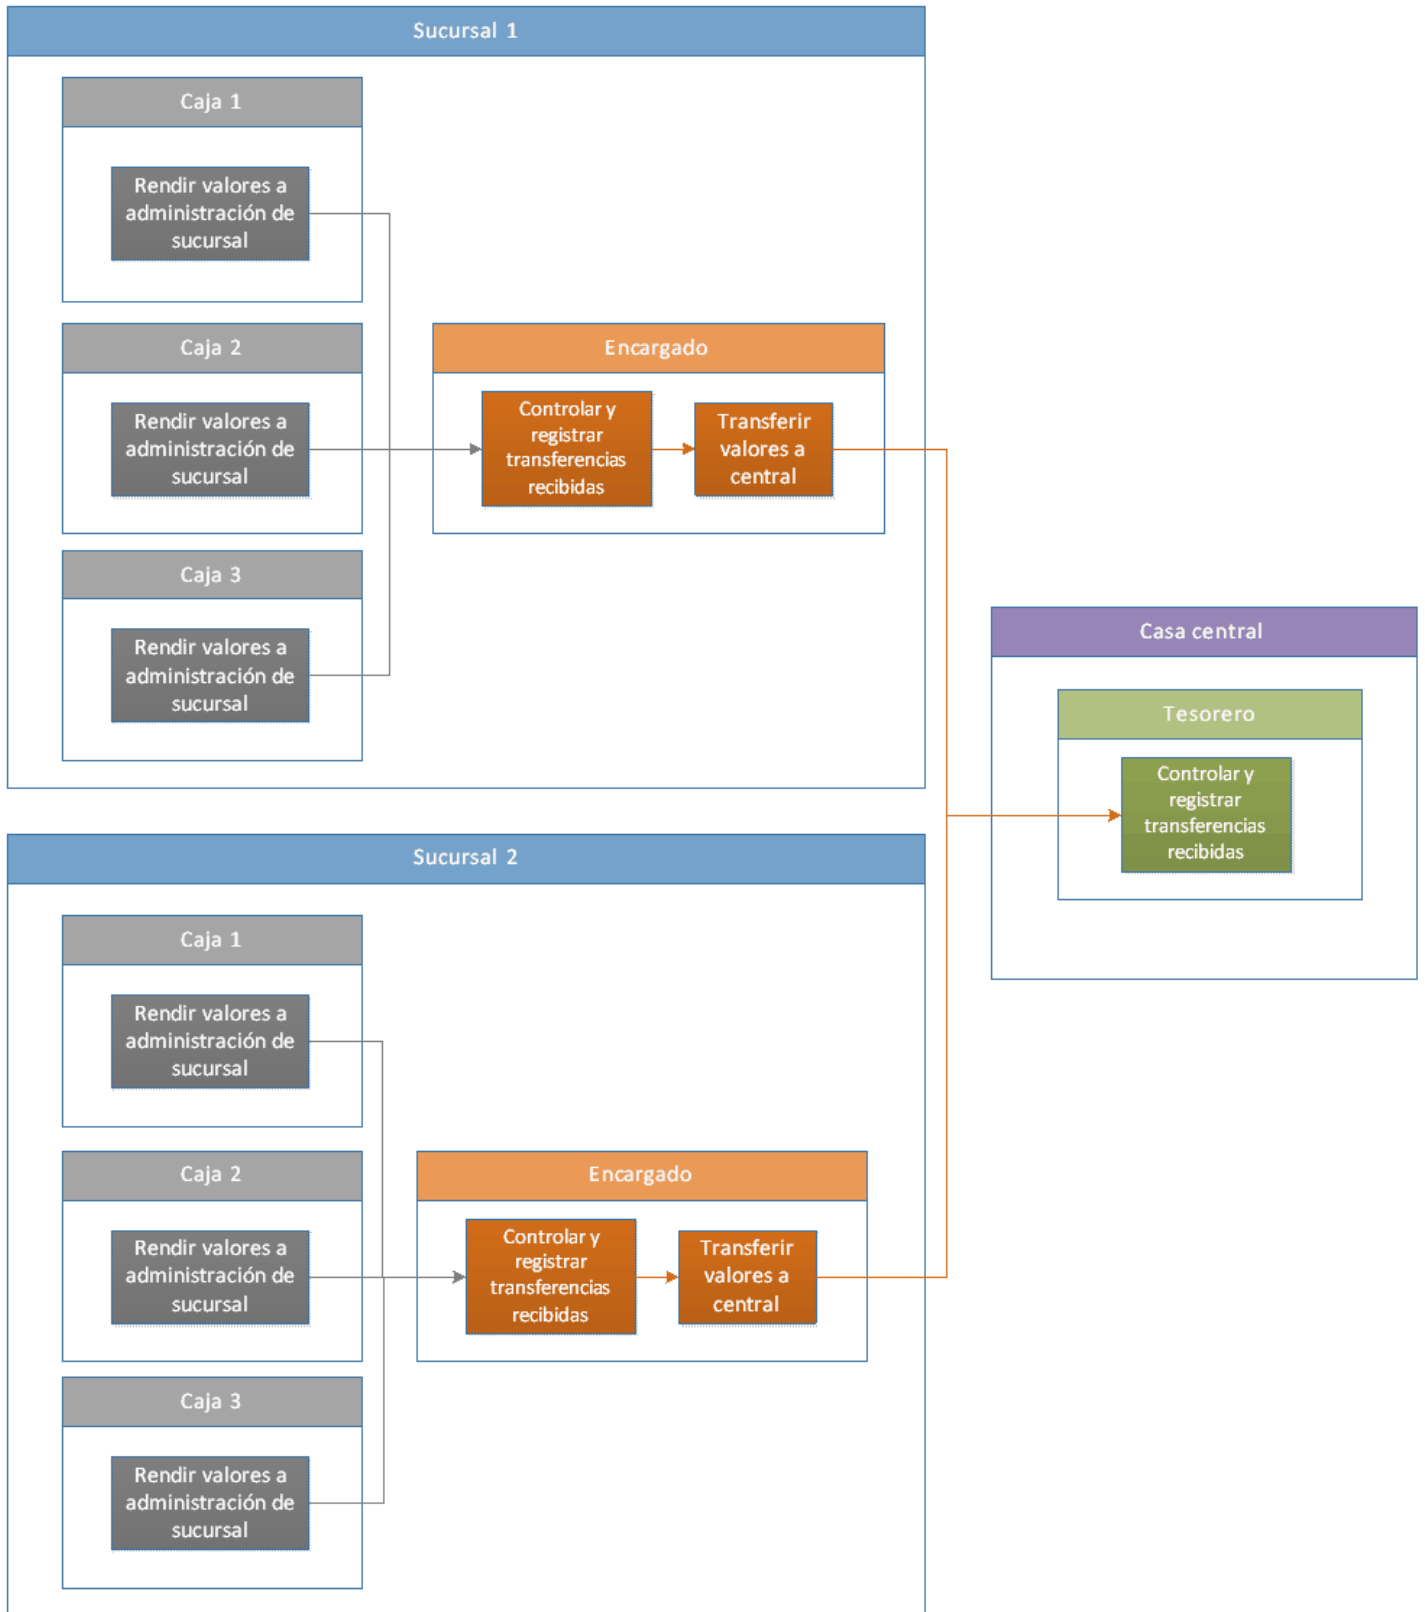 Sucursal 1
Caja 1
Rendir valores a
administración de
sucursal
Caja 2
Rendir valores a
administración de
sucursal
Caja 3
Rendir valores a
administración de
sucursal
Encargado
Controlar y
registrar
transferencias
recibidas
Transferir
valores a
central
Casa central
Tesorero
Controlar y
registrar
transferencias
recibidas
Sucursal 2
Caja 1
Rendir valores a
administración de
sucursal
Caja 2
Rendir valores a
administración de
sucursal
Caja 3
Rendir valores a
administración de
sucursal
Encargado
Controlar y
registrar
transferencias
recibidas
Transferir
valores a
central